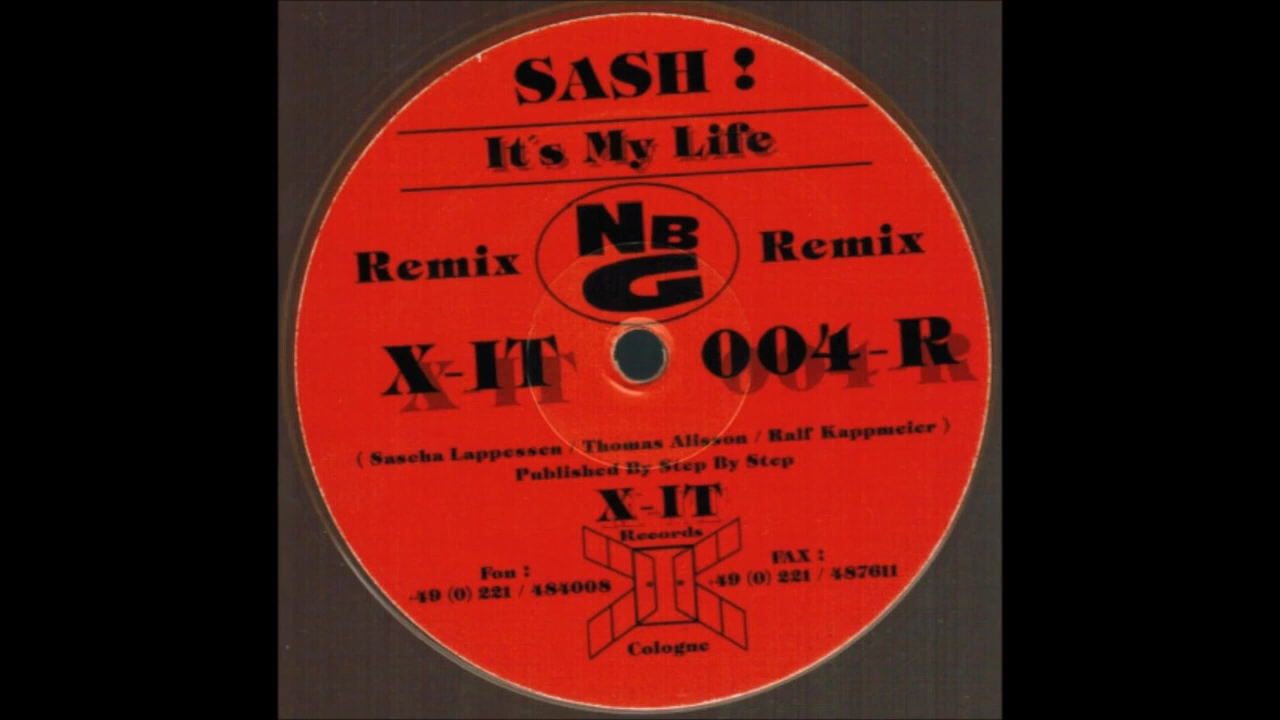 SASH !
It´s My Life
Remix NBG Remix
X-IT 004-R
( Sascha Lappessen / Thomas Alisson / Ralf Kappmeier )
Published By Step By Step
X-IT
Records
Fon : FAX :
+49 (0) 221 / 484008 +49 (0) 221 / 487611
Cologne